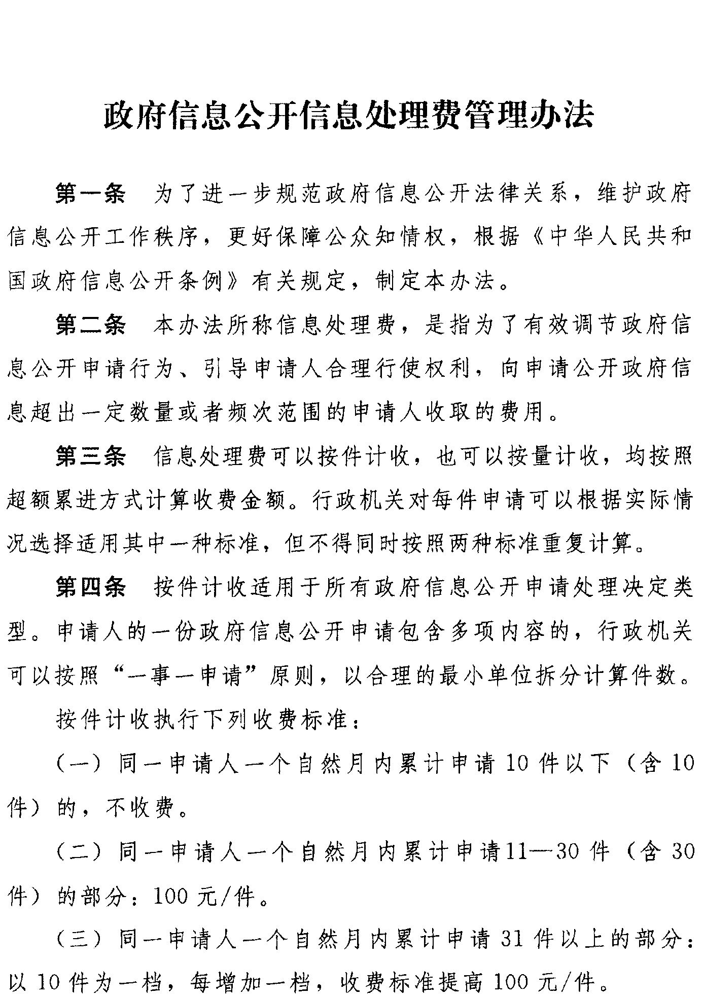 政府信息公开信息处理费管理办法
第一条 为了进一步规范政府信息公开法律关系，维护政府
信息公开工作秩序，更好保障公众知情权，根据《中华人民共和
国政府信息公开条例》有关规定，制定本办法。
第二条 本办法所称信息处理费，是指为了有效调节政府信
息公开申请行为、引导申请人合理行使权利，向申请公开政府信
息超出一定数量或者频次范围的申请人收取的费用。
第三条 信息处理费可以按件计收，也可以按量计收，均按照
超额累进方式计算收费金额。行政机关对每件申请可以根据实际情
况选择适用其中一种标准，但不得同时按照两种标准重复计算。
第四条 按件计收适用于所有政府信息公开申请处理决定类
型。申请人的一份政府信息公开申请包含多项内容的，行政机关
可以按照“一事一申请”原则，以合理的最小单位拆分计算件数。
按件计收执行下列收费标准：
（一）同一申请人一个自然月内累计申请 10 件以下（含 10
件）的，不收费。
（二）同一申请人一个自然月内累计申请11—30 件（含 30
件）的部分：100 元/件。
（三）同一申请人一个自然月内累计申请 31 件以上的部分：
以 10 件为一档，每增加一档，收费标准提高 100 元/件。